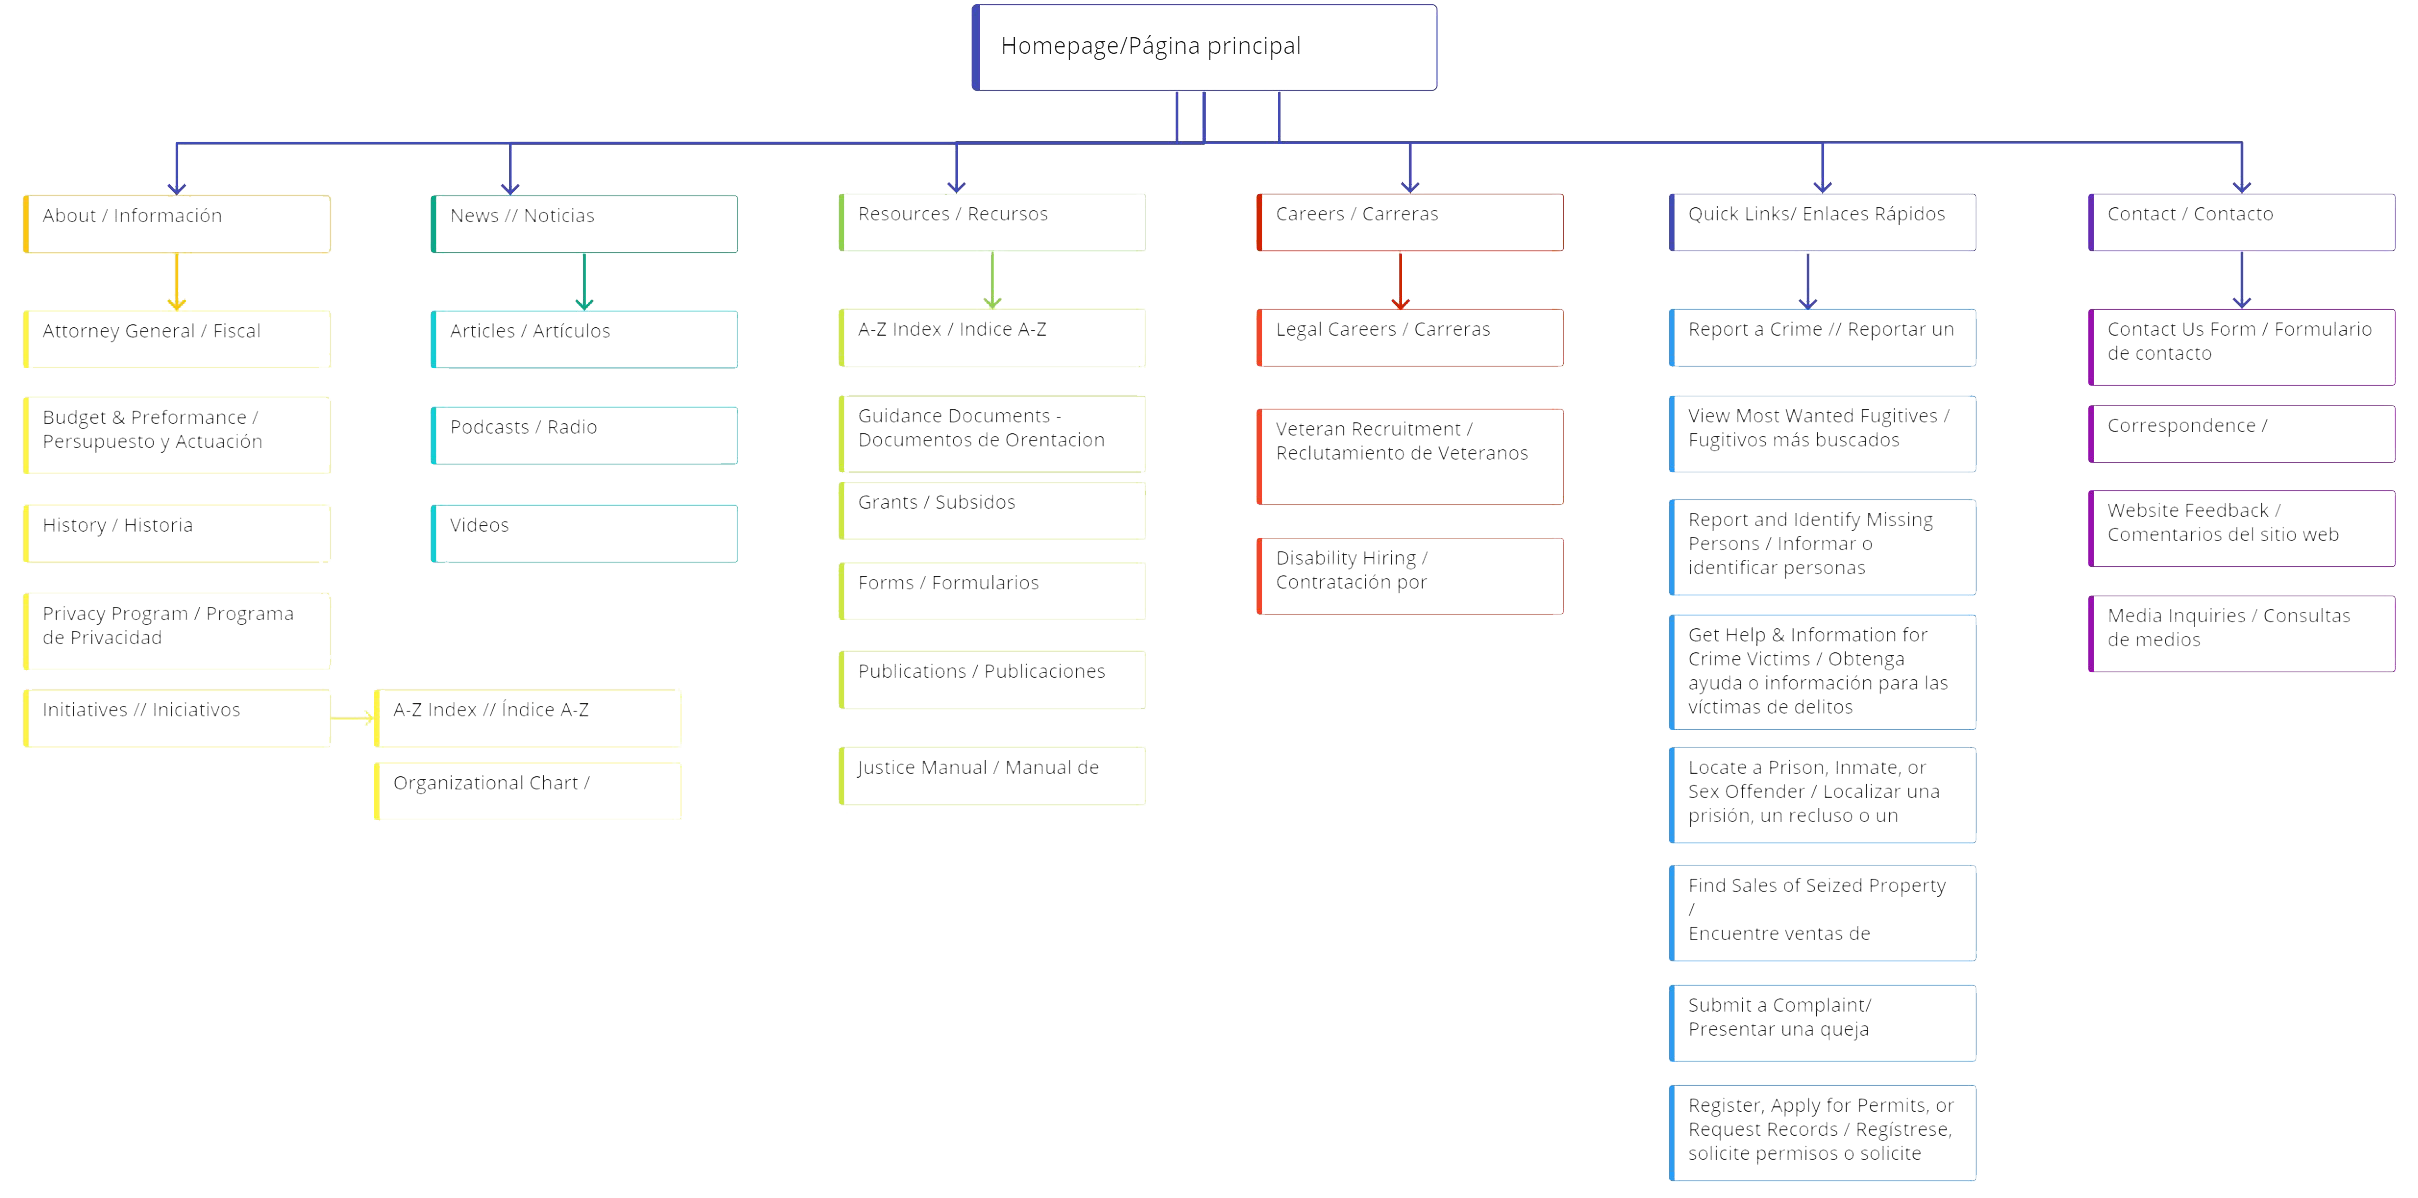 Homepage/Página principal
About / Información
Attorney General / Fiscal
Budget & Preformance /
Persupuesto y Actuación
History / Historia
Privacy Program / Programa
de Privacidad
Initiatives // Iniciativos
A-Z Index // Índice A-Z
Organizational Chart /
News // Noticias
Articles / Artículos
Podcasts / Radio
Videos
Resources / Recursos
A-Z Index / Indice A-Z
Guidance Documents -
Documentos de Orentacion
Grants / Subsidos
Forms / Formularios
Publications / Publicaciones
Justice Manual / Manual de
Careers / Carreras
Legal Careers / Carreras
Veteran Recruitment /
Reclutamiento de Veteranos
Disability Hiring /
Contratación por
Quick Links/ Enlaces Rápidos
Report a Crime // Reportar un
View Most Wanted Fugitives /
Fugitivos más buscados
Report and Identify Missing
Persons / Informar o
identificar personas
Get Help & Information for
Crime Victims / Obtenga
ayuda o información para las
víctimas de delitos
Locate a Prison, Inmate, or
Sex Offender / Localizar una
prisión, un recluso o un
Find Sales of Seized Property
/
Encuentre ventas de
Submit a Complaint/
Presentar una queja
Register, Apply for Permits, or
Request Records / Regístrese,
solicite permisos o solicite
Contact / Contacto
Contact Us Form / Formulario
de contacto
Correspondence /
Website Feedback /
Comentarios del sitio web
Media Inquiries / Consultas
de medios